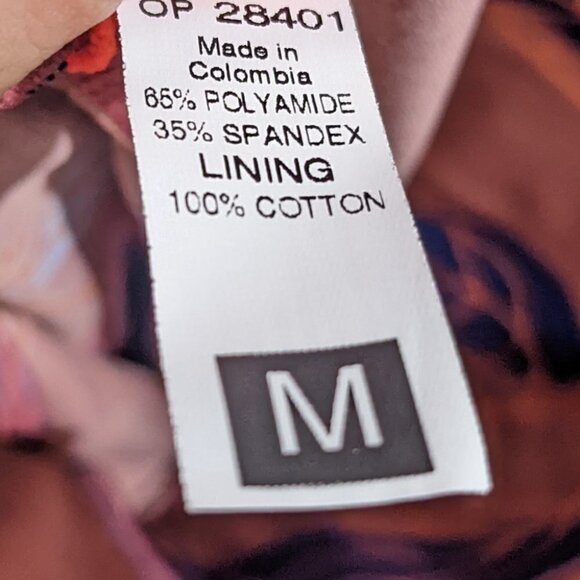 OP 28401
Made in
Colombia
65% POLYAMIDE
35% SPANDEX
LINING
100% COTTON
M